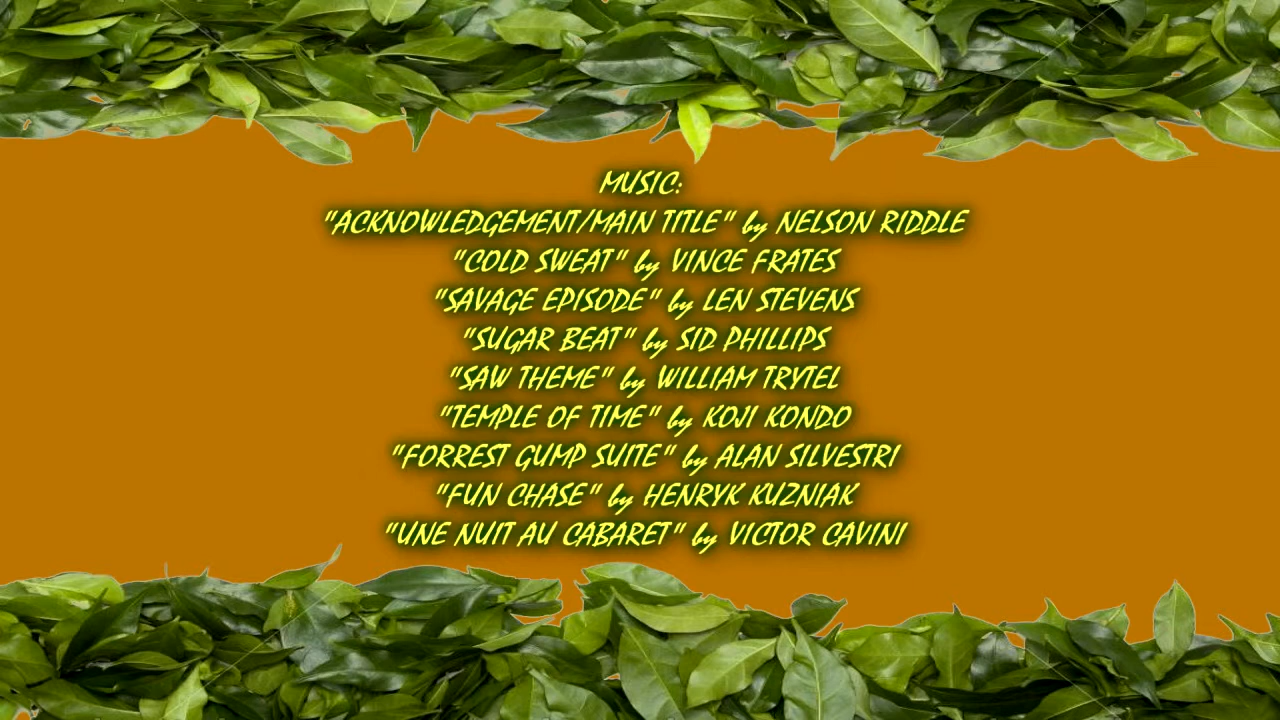 MUSIC:
"ACKNOWLEDGEMENT/MAIN TITLE" by NELSON RIDDLE
"COLD SWEAT" by VINCE FRATES
"SAVAGE EPISODE" by LEN STEVENS
"SUGAR BEAT" by SID PHILLIPS
"SAW THEME" by WILLIAM TRYTEL
"TEMPLE OF TIME" by KOJI KONDO
"FORREST GUMP SUITE" by ALAN SILVESTRI
"FUN CHASE" by HENRYK KUZNIAK
"UNE NUIT AU CABARET" by VICTOR CAVINI